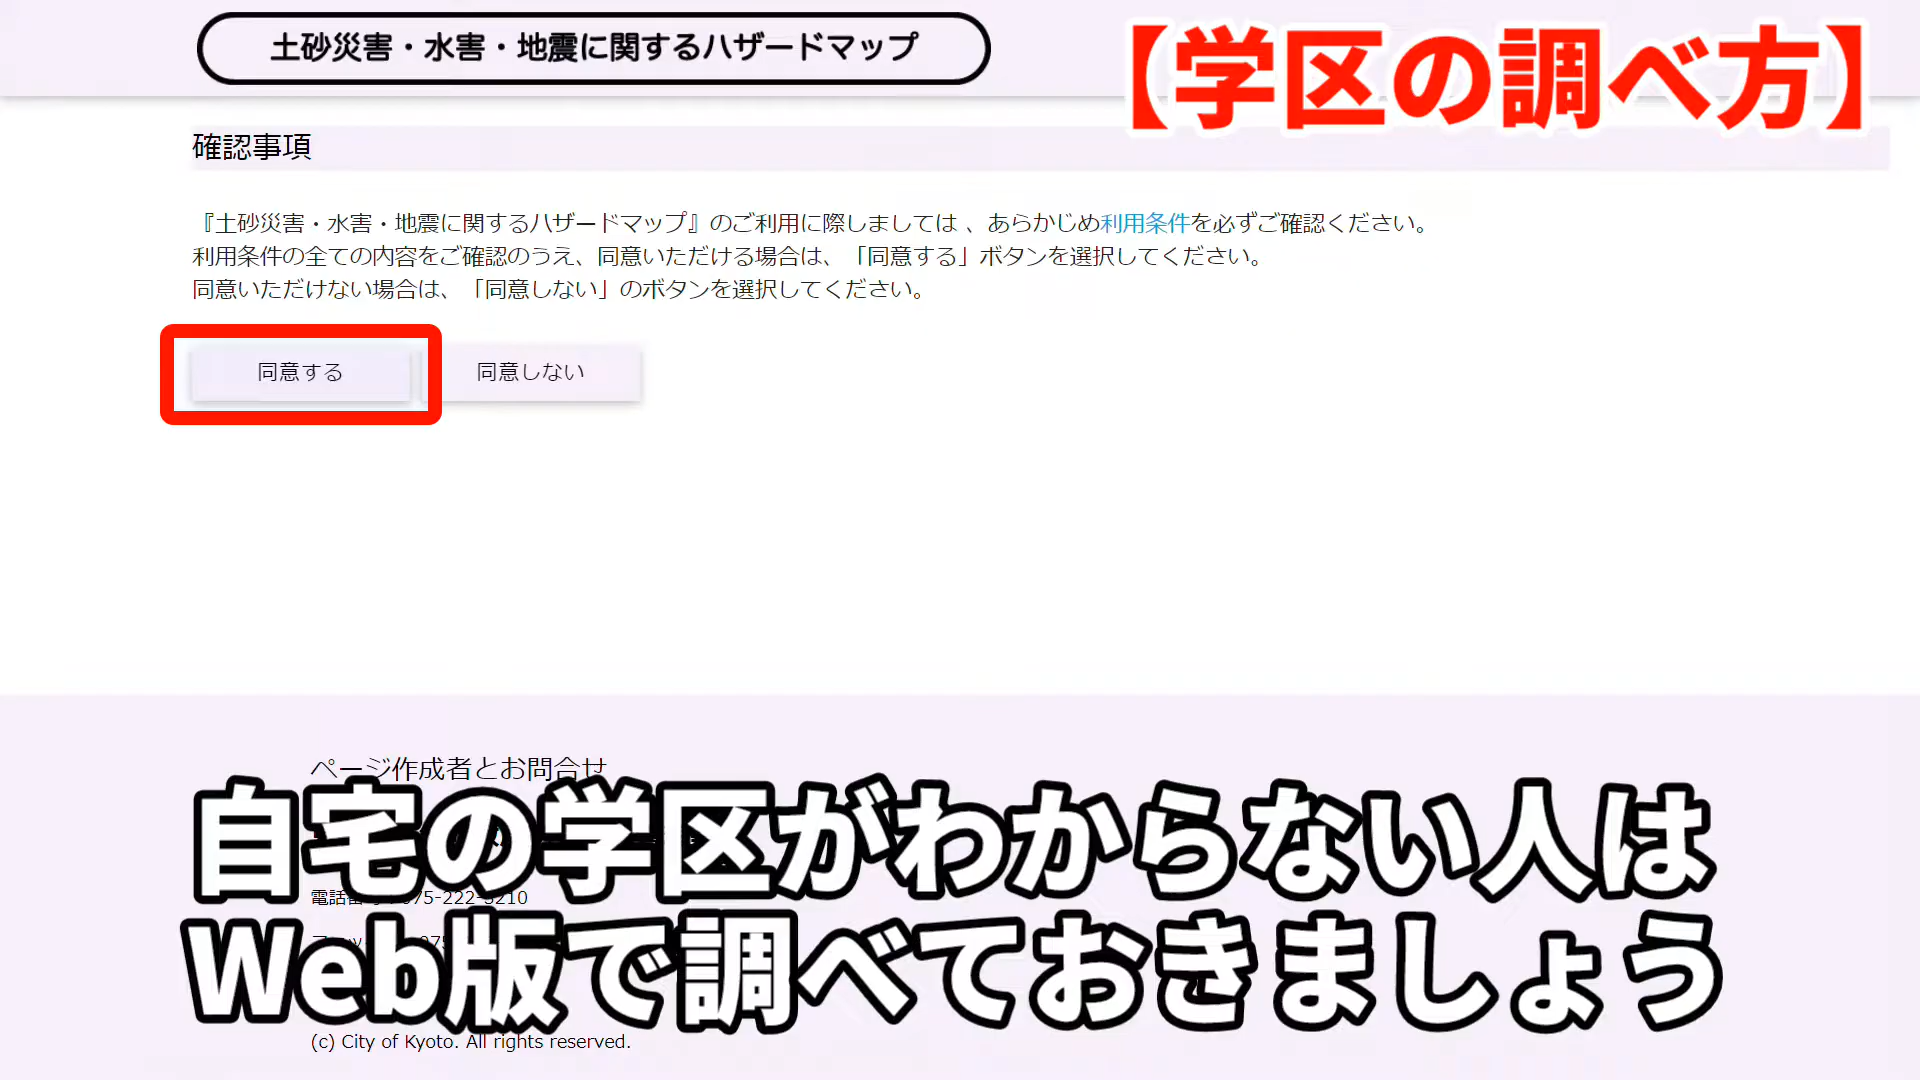 土砂災害・水害・地震に関するハザードマップ
【学区の調べ方】
確認事項
『土砂災害・水害・地震に関するハザードマップ』のご利用に際しましては 、あらかじめ利用条件を必ずご確認ください。
利用条件の全ての内容をご確認のうえ、同意いただける場合は、「同意する」ボタンを選択してください。
同意いただけない場合は、「同意しない」のボタンを選択してください。
同意する
同意しない
ページ作成者とお問合せ
自宅の学区がわからない人は
Web版で調べておきましょう
(c) City of Kyoto. All rights reserved.